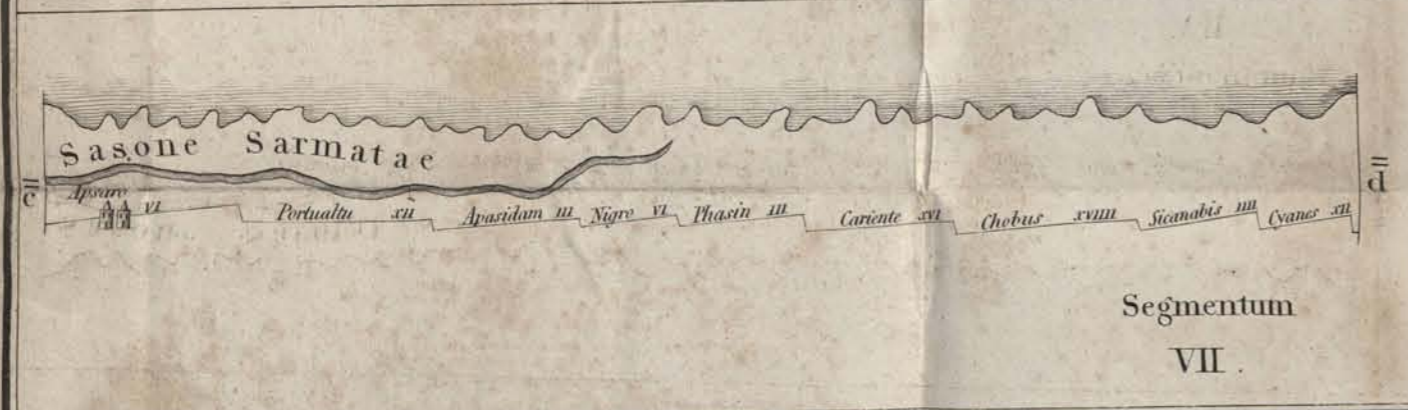 Sasone Sarmatae
c̿
d̿
Apsaro VI Portualtu XII Apasidam III Nigro VI Phasin III Cariente XVI Chobus XVIIII Sicanabis IIII Cyanes XII
Segmentum
VII.